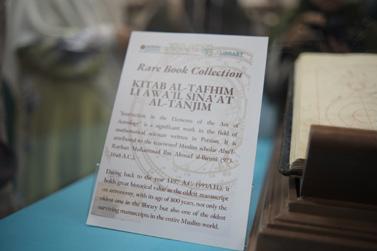 LIBRARY
Rare Book Collection
KITAB AL-TAFHIM
LI AWA'IL SINA'AT
AL-TANJIM
"Instruction in the Elements of the Art of
Astrology" is a significant work in the field of
mathematical sciences written in Persian. It is
attributed to the renowned Muslim scholar Abu'l-
Rayhan Muhammad Ibn Ahmad al-Biruni (973-
1048 A.C.).
Dating back to the year
holds great historical value as the oldest manuscript
on astronomy, with its age of 800 years, not only the
oldest one in the library but also one of the oldest
surviving manuscripts in the entire Muslim world.